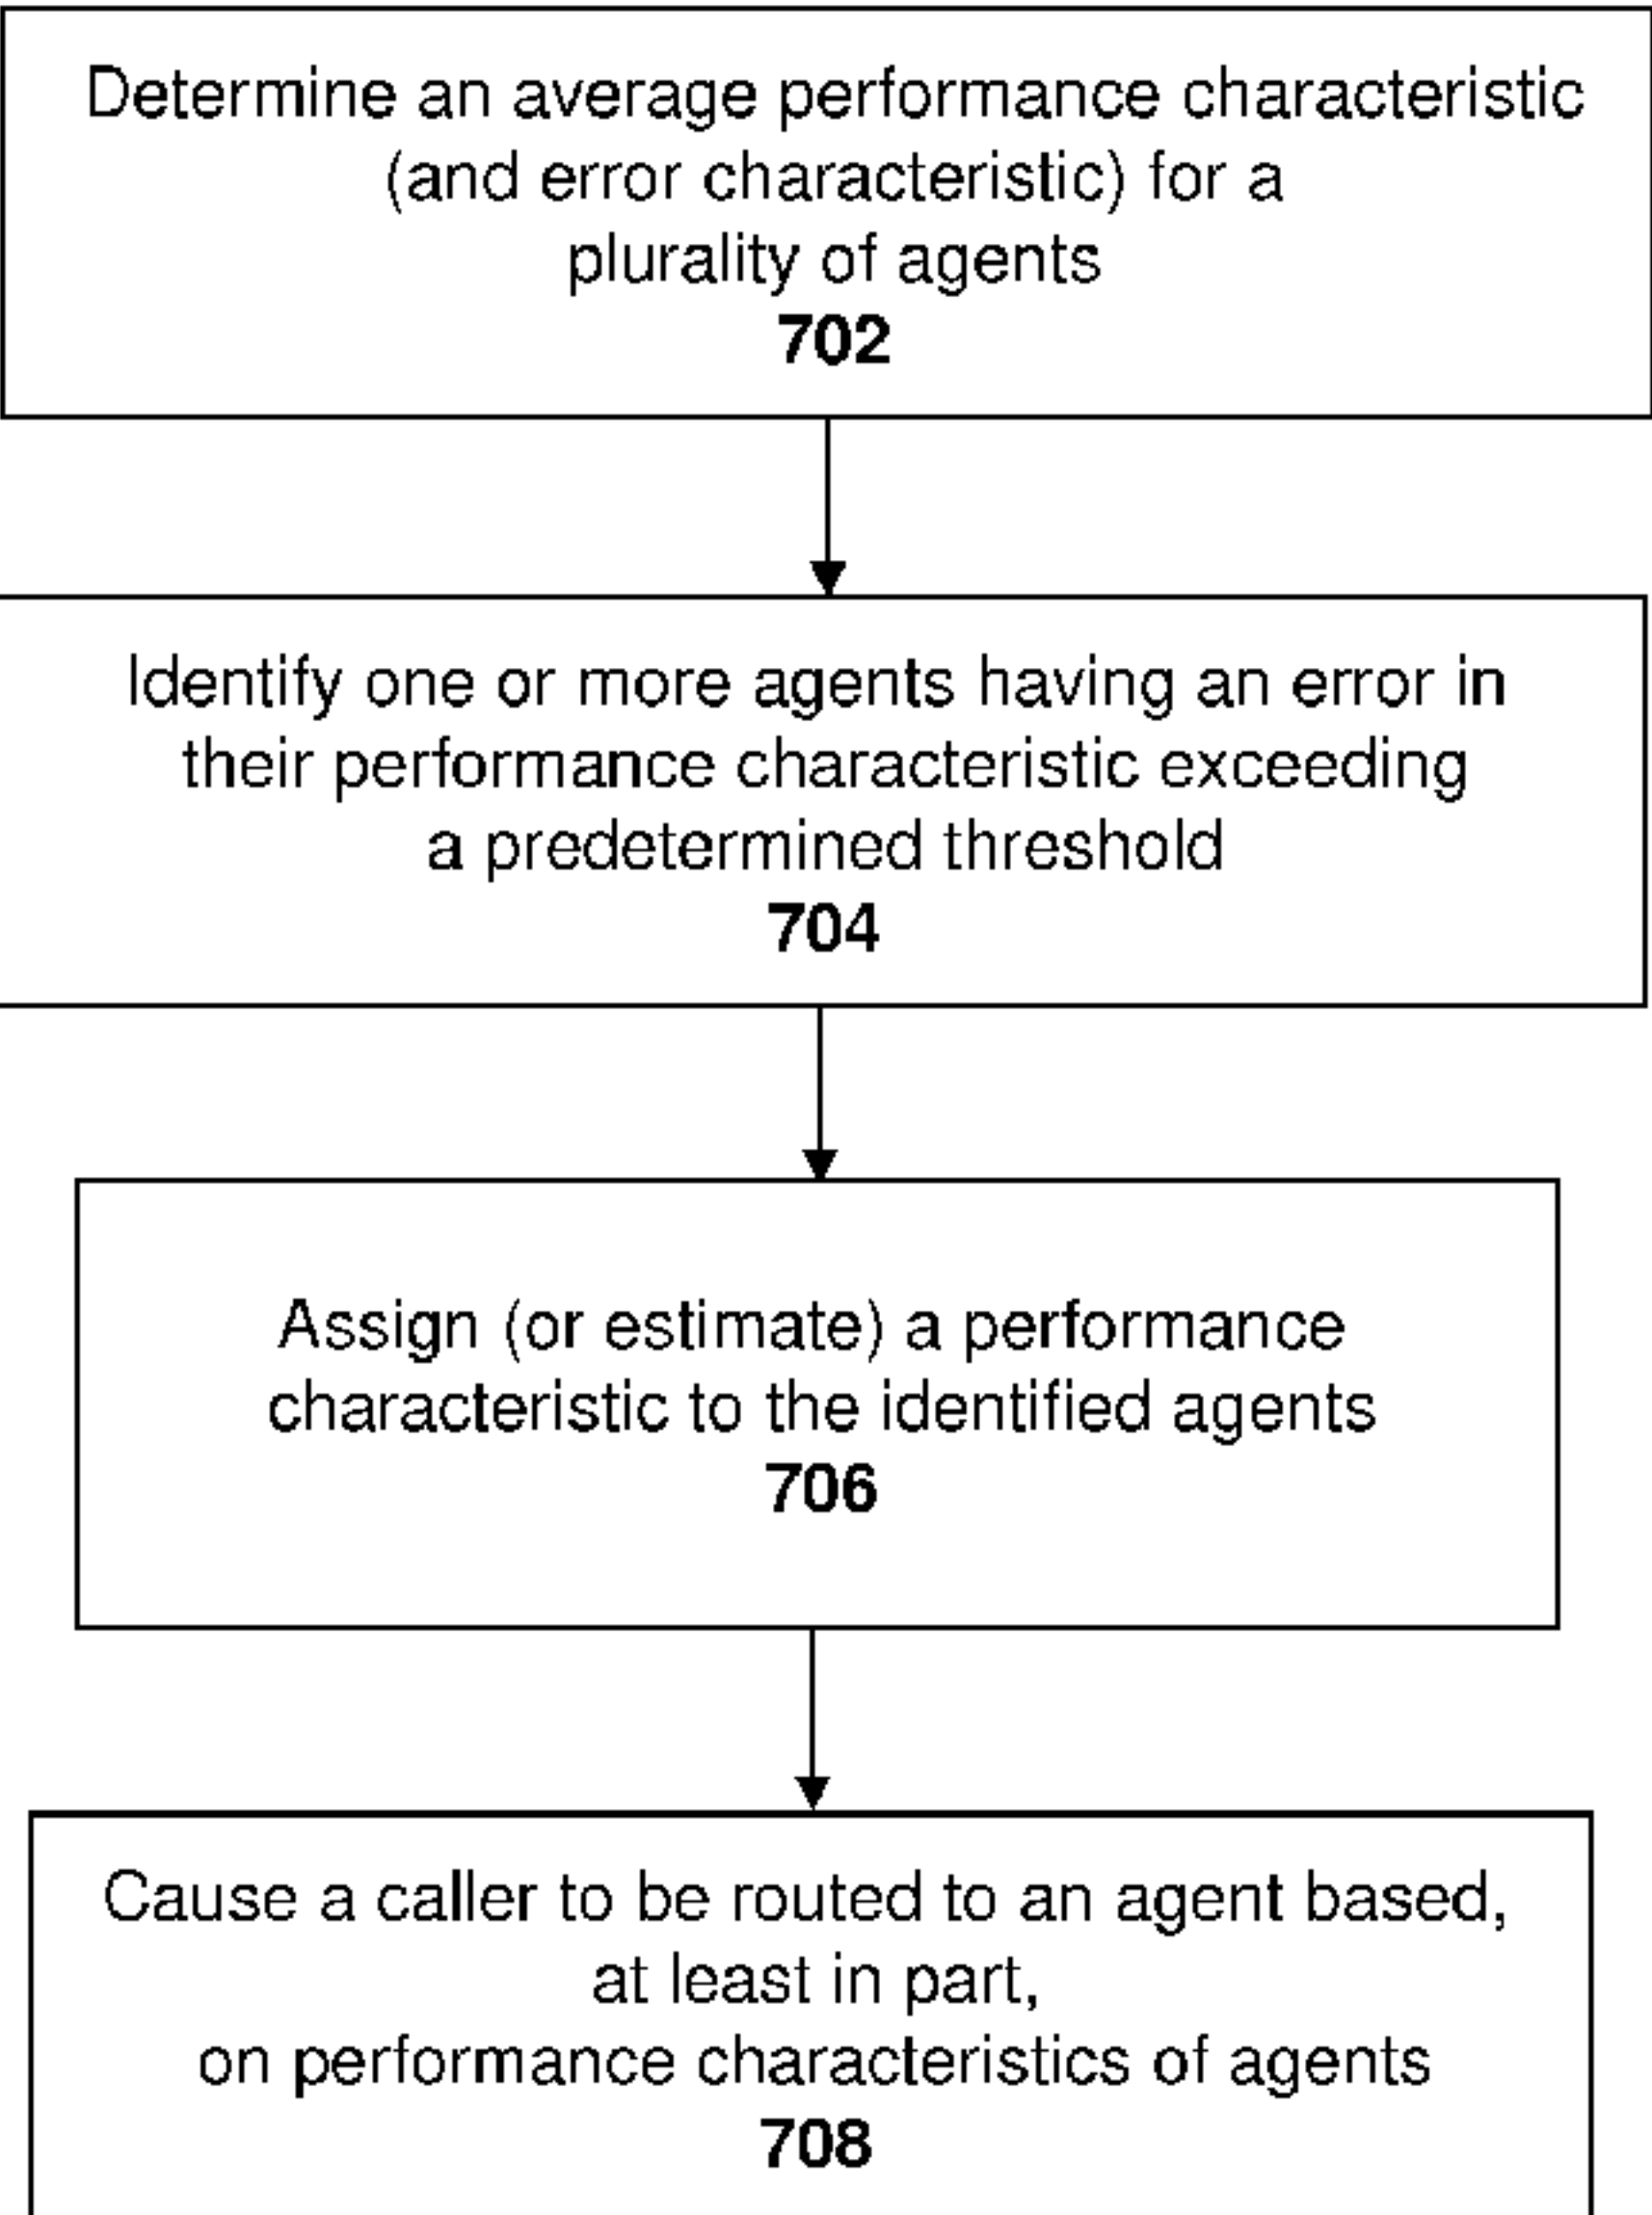 Determine an average performance characteristic
(and error characteristic) for a
plurality of agents
702
Identify one or more agents having an error in
their performance characteristic exceeding
a predetermined threshold
704
Assign (or estimate) a performance
characteristic to the identified agents
706
Cause a caller to be routed to an agent based,
at least in part,
on performance characteristics of agents
708